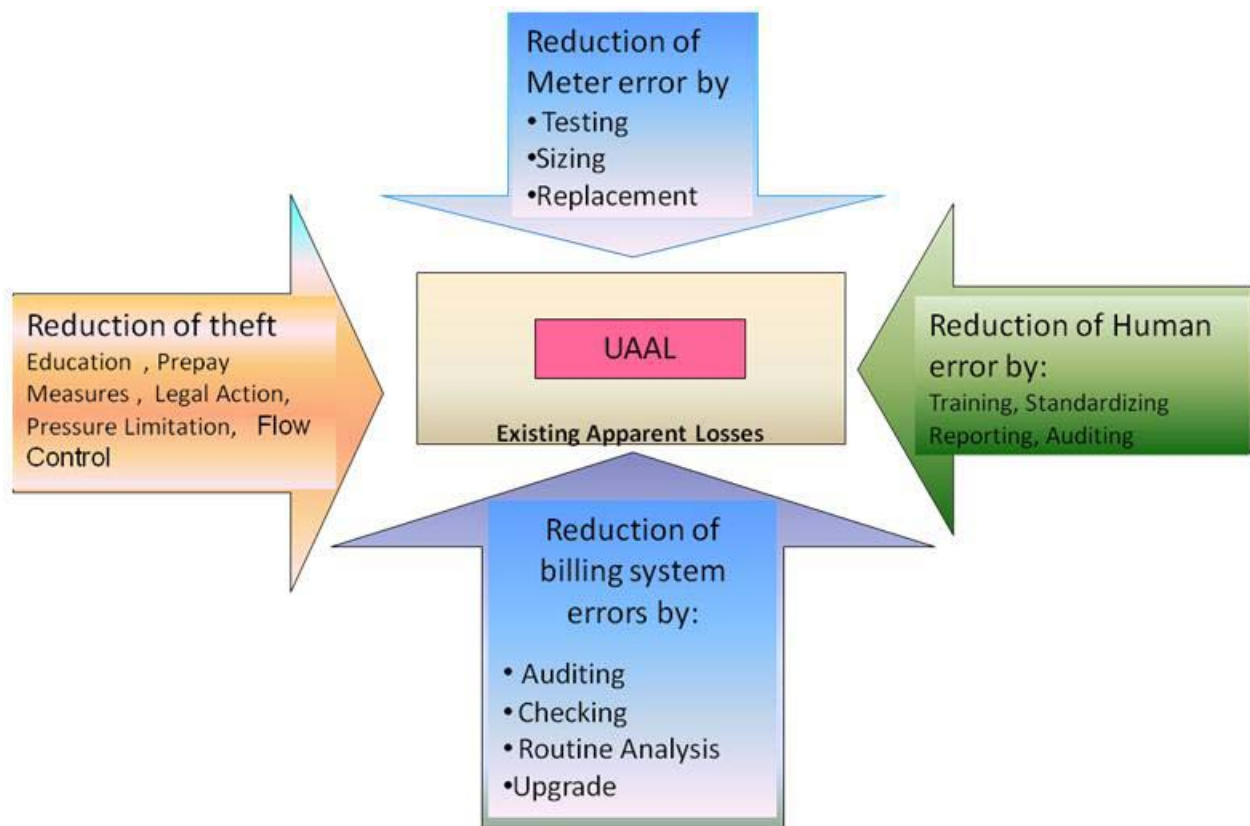 Reduction of
Meter error by
• Testing
•Sizing
•Replacement
Reduction of theft
Education , Prepay
Measures , Legal Action,
Pressure Limitation, Flow
Control
UAAL
Existing Apparent Losses
Reduction of Human
error by:
Training, Standardizing
Reporting, Auditing
Reduction of
billing system
errors by:
• Auditing
• Checking
• Routine Analysis
•Upgrade